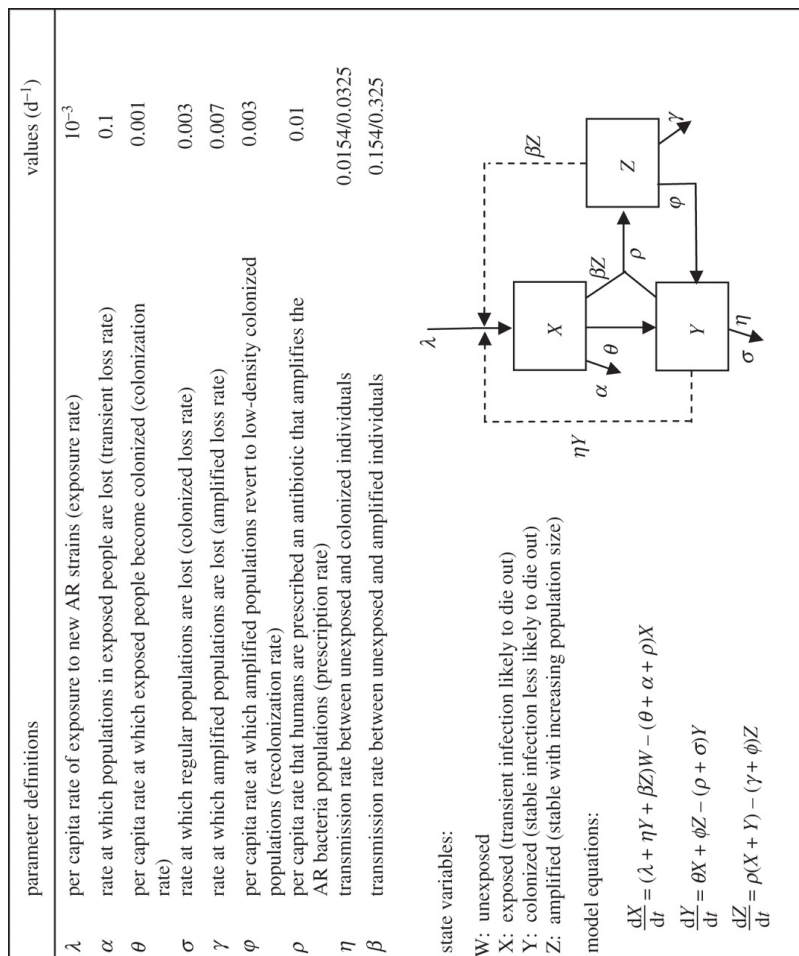 parameter definitions values (d⁻¹)
λ per capita rate of exposure to new AR strains (exposure rate) 10⁻³
α rate at which populations in exposed people are lost (transient loss rate) 0.1
θ per capita rate at which exposed people become colonized (colonization 0.001
rate)
σ rate at which regular populations are lost (colonized loss rate) 0.003
γ rate at which amplified populations are lost (amplified loss rate) 0.007
φ per capita rate at which amplified populations revert to low-density colonized 0.003
populations (recolonization rate)
ρ per capita rate that humans are prescribed an antibiotic that amplifies the 0.01
AR bacteria populations (prescription rate)
η transmission rate between unexposed and colonized individuals 0.0154/0.0325
β transmission rate between unexposed and amplified individuals 0.154/0.325
state variables:
W: unexposed
X: exposed (transient infection likely to die out)
Y: colonized (stable infection less likely to die out)
Z: amplified (stable with increasing population size)
model equations:
dX/dt = (λ + ηY + βZ)W − (θ + α + ρ)X
dY/dt = θX + ϕZ − (ρ + σ)Y
dZ/dt = ρ(X + Y) − (γ + ϕ)Z
λ
βZ
ηY
X
α
θ
βZ
ρ
Z
γ
φ
Y
σ
η